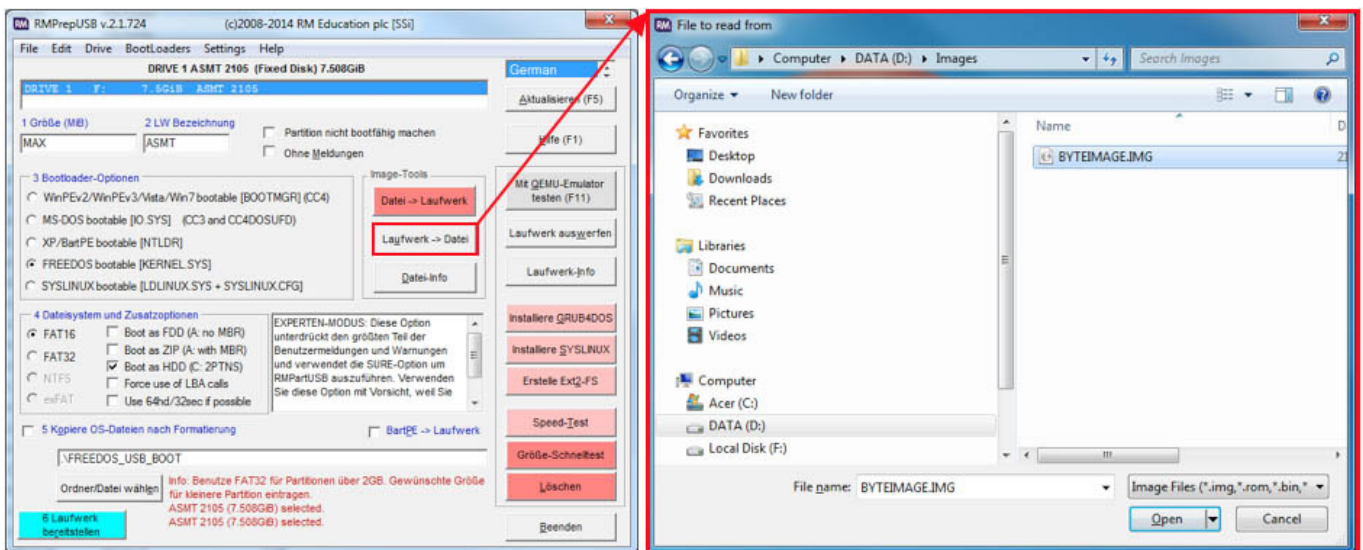 RM RMPrepUSB v.2.1.724 (c)2008-2014 RM Education plc [SSi]
File Edit Drive BootLoaders Settings Help
DRIVE 1 ASMT 2105 (Fixed Disk) 7.508GiB
DRIVE 1 F: 7.5GiB ASMT 2105
German
Aktualisieren (F5)
1 Größe (MiB)
2 LW Bezeichnung
MAX
ASMT
Partition nicht bootfähig machen
Ohne Meldungen
Hilfe (F1)
3 Bootloader-Optionen
WinPEv2/WinPEv3/Vista/Win7 bootable [BOOTMGR] (CC4)
MS-DOS bootable [IO.SYS] (CC3 and CC4DOSUFD)
XP/BartPE bootable [NTLDR]
FREEDOS bootable [KERNEL.SYS]
SYSLINUX bootable [LDLINUX.SYS + SYSLINUX.CFG]
Image-Tools
Datei -> Laufwerk
Laufwerk -> Datei
Datei-Info
Mit QEMU-Emulator
testen (F11)
Laufwerk auswerfen
Laufwerk-Info
4 Dateisystem und Zusatzoptionen
FAT16
FAT32
NTFS
exFAT
Boot as FDD (A: no MBR)
Boot as ZIP (A: with MBR)
Boot as HDD (C: 2PTNS)
Force use of LBA calls
Use 64hd/32sec if possible
EXPERTEN-MODUS: Diese Option
unterdrückt den größten Teil der
Benutzermeldungen und Warnungen
und verwendet die SURE-Option um
RMPartUSB auszuführen. Verwenden
Sie diese Option mit Vorsicht, weil Sie
Installiere GRUB4DOS
Installiere SYSLINUX
Erstelle Ext2-FS
Speed-Test
Größe-Schnelltest
Löschen
Beenden
5 Kopiere OS-Dateien nach Formatierung
BartPE -> Laufwerk
.\FREEDOS_USB_BOOT
Ordner/Datei wählen
Info: Benutze FAT32 für Partitionen über 2GB. Gewünschte Größe
für kleinere Partition eintragen.
ASMT 2105 (7.508GiB) selected.
ASMT 2105 (7.508GiB) selected.
6 Laufwerk
bereitstellen
RM File to read from
Computer DATA (D:) Images
Search Images
Organize New folder
Favorites
Desktop
Downloads
Recent Places
Libraries
Documents
Music
Pictures
Videos
Computer
Acer (C:)
DATA (D:)
Local Disk (F:)
Name D
BYTEIMAGE.IMG 21
File name: BYTEIMAGE.IMG
Image Files (*.img,*.rom,*.bin,*
Open
Cancel